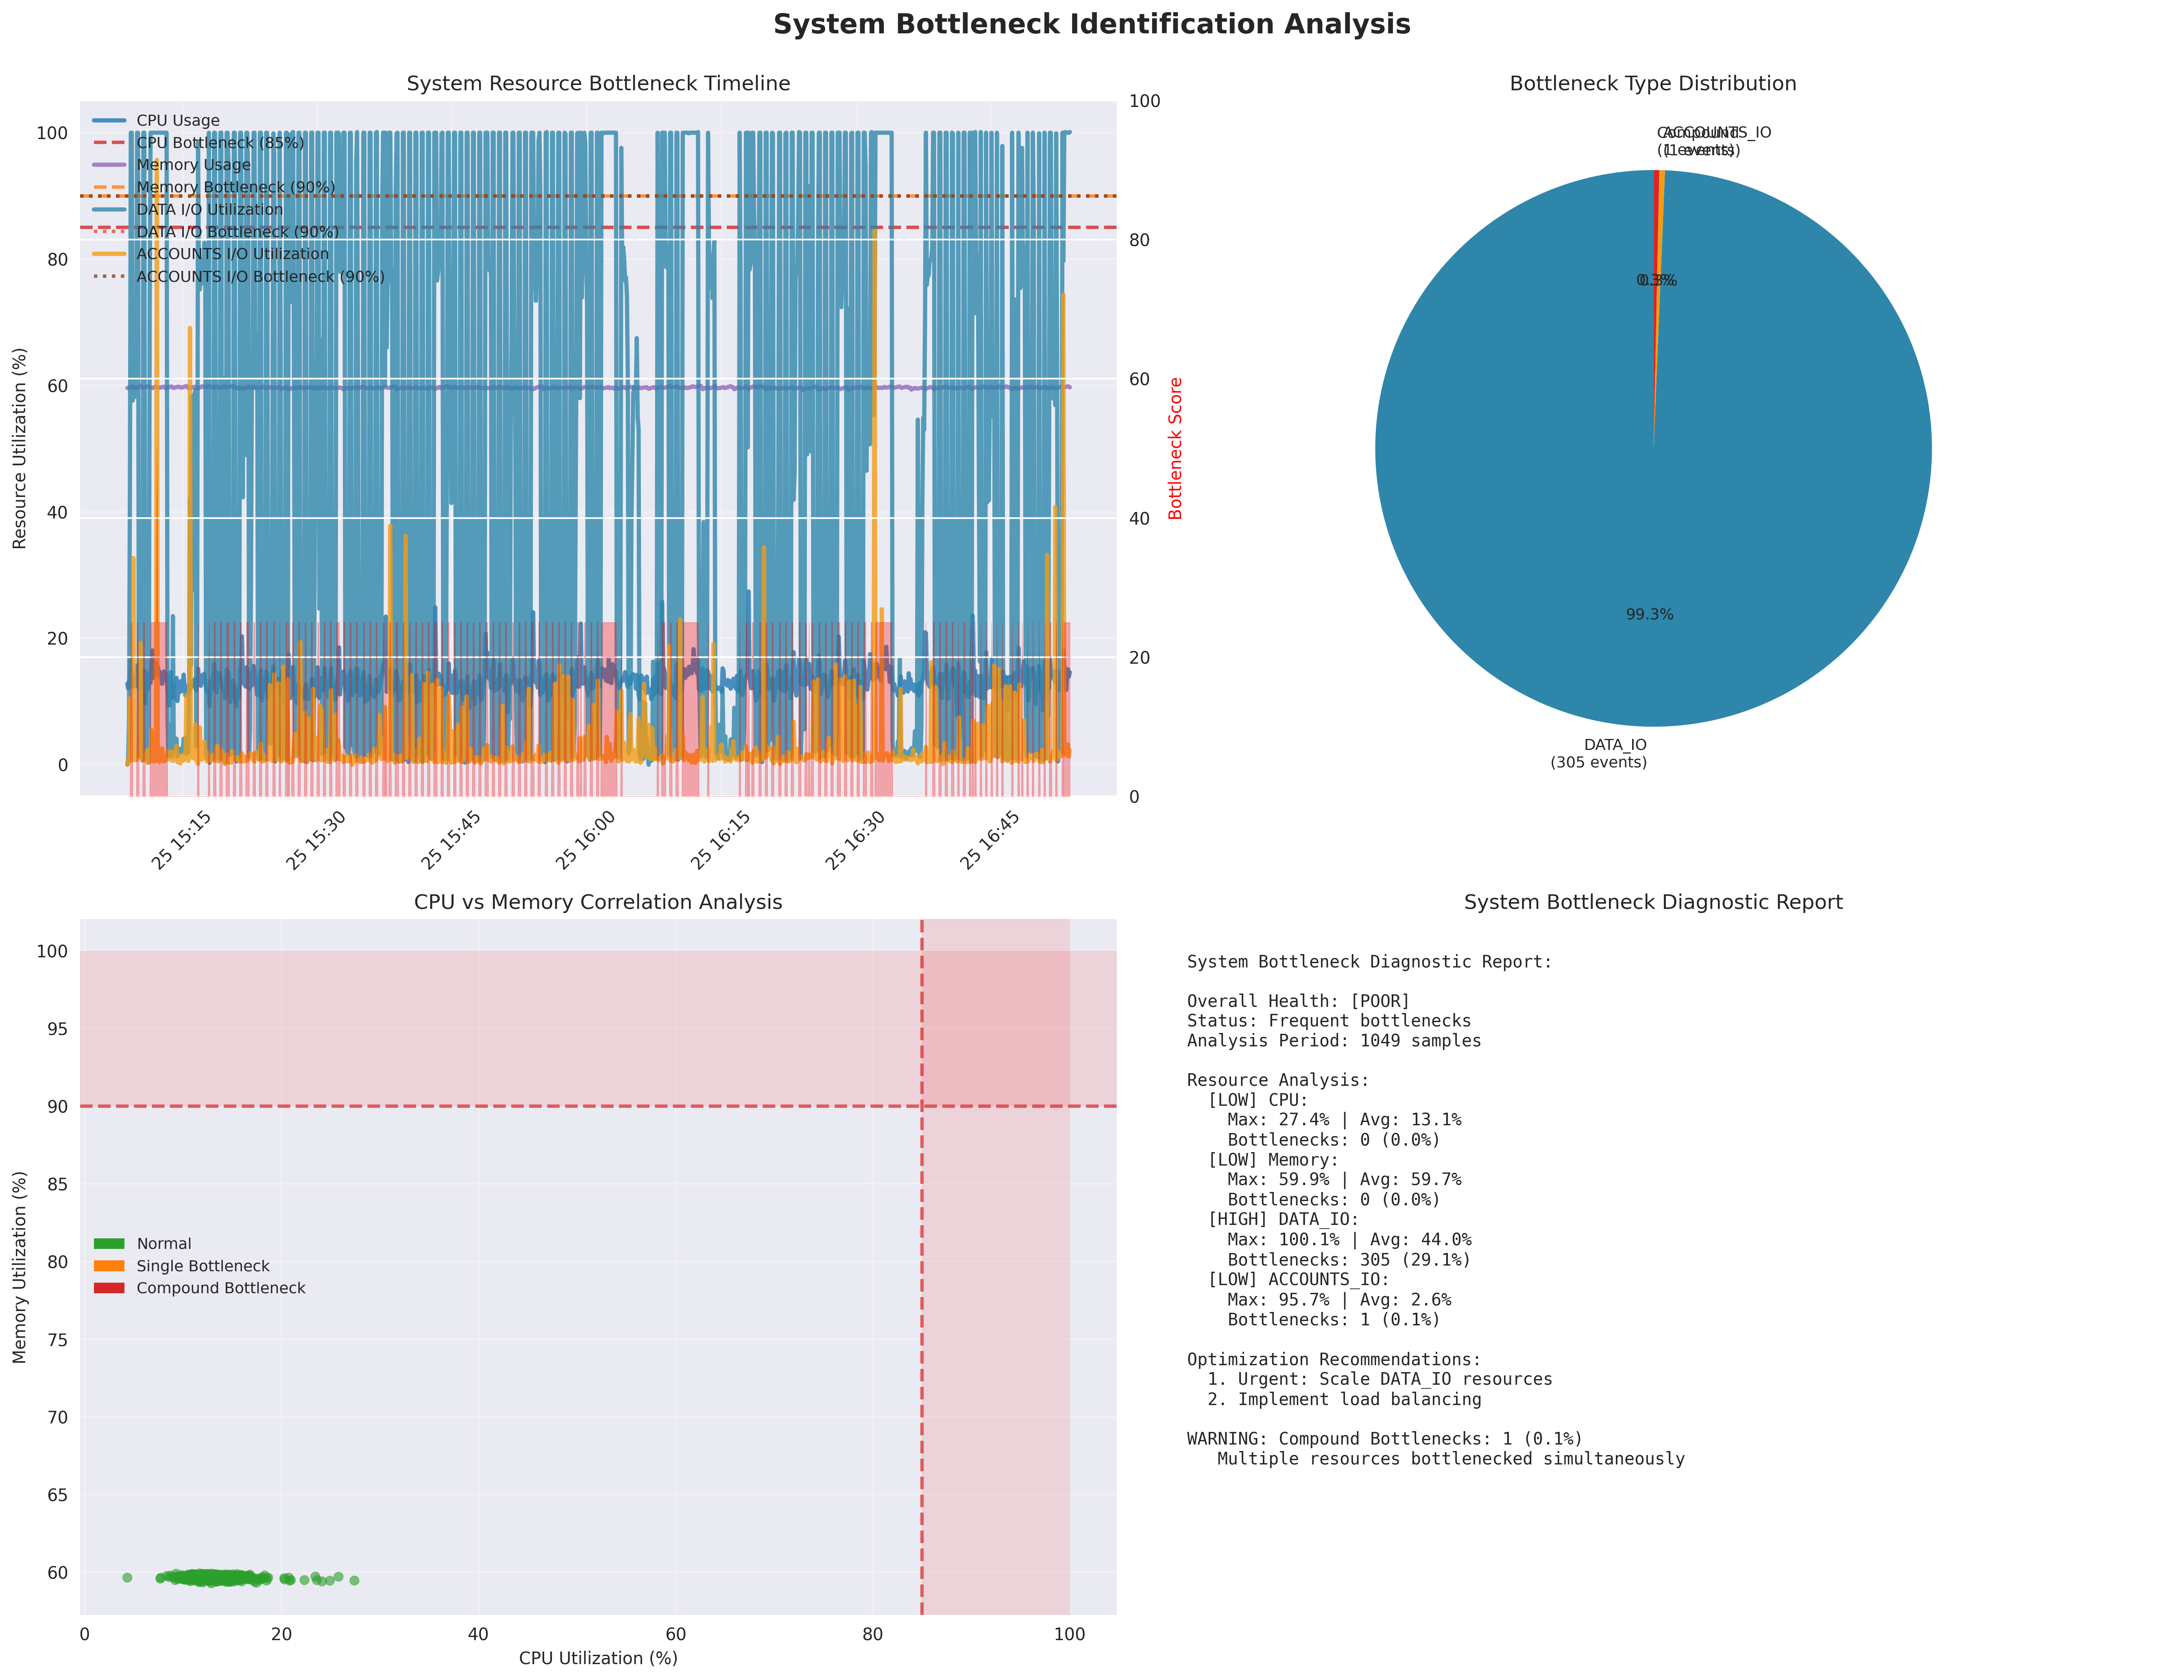 System Bottleneck Identification Analysis
System Resource Bottleneck Timeline
CPU Usage
CPU Bottleneck (85%)
Memory Usage
Memory Bottleneck (90%)
DATA I/O Utilization
DATA I/O Bottleneck (90%)
ACCOUNTS I/O Utilization
ACCOUNTS I/O Bottleneck (90%)
Resource Utilization (%)
100
80
60
40
20
0
100
80
60
40
20
0
Bottleneck Score
25 15:15
25 15:30
25 15:45
25 16:00
25 16:15
25 16:30
25 16:45
Bottleneck Type Distribution
Compound
(1 events)
ACCOUNTS_IO
(1 events)
0.3%
0.3%
99.3%
DATA_IO
(305 events)
CPU vs Memory Correlation Analysis
Memory Utilization (%)
100
95
90
85
80
75
70
65
60
Normal
Single Bottleneck
Compound Bottleneck
0
20
40
60
80
100
CPU Utilization (%)
System Bottleneck Diagnostic Report
System Bottleneck Diagnostic Report:
Overall Health: [POOR]
Status: Frequent bottlenecks
Analysis Period: 1049 samples
Resource Analysis:
[LOW] CPU:
Max: 27.4% | Avg: 13.1%
Bottlenecks: 0 (0.0%)
[LOW] Memory:
Max: 59.9% | Avg: 59.7%
Bottlenecks: 0 (0.0%)
[HIGH] DATA_IO:
Max: 100.1% | Avg: 44.0%
Bottlenecks: 305 (29.1%)
[LOW] ACCOUNTS_IO:
Max: 95.7% | Avg: 2.6%
Bottlenecks: 1 (0.1%)
Optimization Recommendations:
1. Urgent: Scale DATA_IO resources
2. Implement load balancing
WARNING: Compound Bottlenecks: 1 (0.1%)
Multiple resources bottlenecked simultaneously